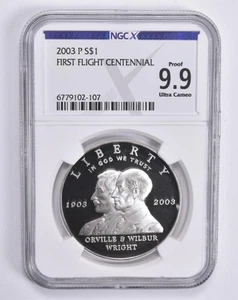 NGCX
2003 P S$1
FIRST FLIGHT CENTENNIAL
6779102-107
Proof
9.9
Ultra Cameo
LIBERTY
IN GOD WE TRUST
1903 2003
ORVILLE & WILBUR
WRIGHT